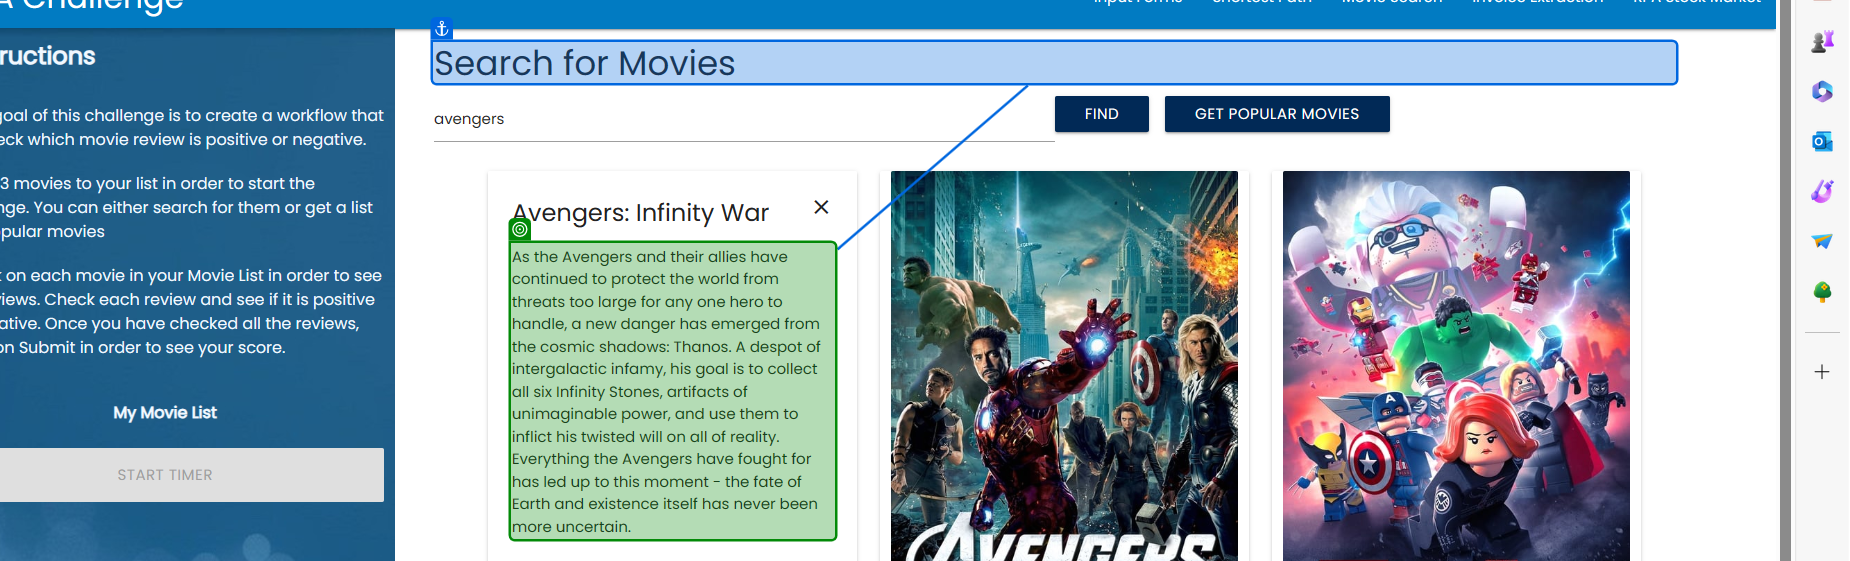 A Challenge
Input Forms Shortest Path Movie Search Invoice Extraction RPA Stock Market
ructions
goal of this challenge is to create a workflow that
eck which movie review is positive or negative.
3 movies to your list in order to start the
nge. You can either search for them or get a list
pular movies
k on each movie in your Movie List in order to see
views. Check each review and see if it is positive
ative. Once you have checked all the reviews,
on Submit in order to see your score.
My Movie List
START TIMER
Search for Movies
avengers
FIND
GET POPULAR MOVIES
Avengers: Infinity War
As the Avengers and their allies have
continued to protect the world from
threats too large for any one hero to
handle, a new danger has emerged from
the cosmic shadows: Thanos. A despot of
intergalactic infamy, his goal is to collect
all six Infinity Stones, artifacts of
unimaginable power, and use them to
inflict his twisted will on all of reality.
Everything the Avengers have fought for
has led up to this moment - the fate of
Earth and existence itself has never been
more uncertain.
AVENGERS